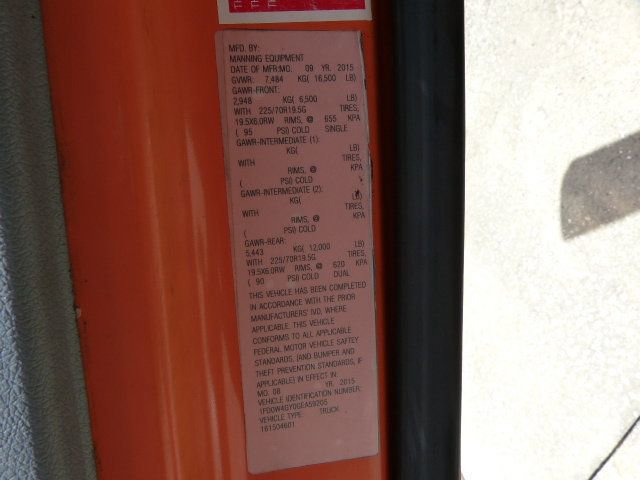 MFD. BY:
MANNING EQUIPMENT
DATE OF MFR:MO. 09 YR. 2015
GVWR: 7,484 KG( 16,500 LB)
GAWR-FRONT:
2,948 KG( 6,500 LB)
WITH 225/70R19.5G TIRES,
19.5X6.0RW RIMS, @ 655 KPA
( 95 PSI) COLD SINGLE
GAWR-INTERMEDIATE (1):
KG( LB)
WITH TIRES,
RIMS, @ KPA
( PSI) COLD
GAWR-INTERMEDIATE (2):
KG( LB)
WITH TIRES,
RIMS, @ KPA
( PSI) COLD
GAWR-REAR:
5,443 KG( 12,000 LB)
WITH 225/70R19.5G TIRES,
19.5X6.0RW RIMS, @ 620 KPA
( 90 PSI) COLD DUAL
THIS VEHICLE HAS BEEN COMPLETED
IN ACCORDANCE WITH THE PRIOR
MANUFACTURERS' IVD, WHERE
APPLICABLE. THIS VEHICLE
CONFORMS TO ALL APPLICABLE
FEDERAL MOTOR VEHICLE SAFTEY
STANDARDS, (AND BUMPER AND
THEFT PREVENTION STANDARDS, IF
APPLICABLE) IN EFFECT IN:
MO. 08 YR. 2015
VEHICLE IDENTIFICATION NUMBER:
1FD0W4GY0GEA59205
VEHICLE TYPE: TRUCK
161504601